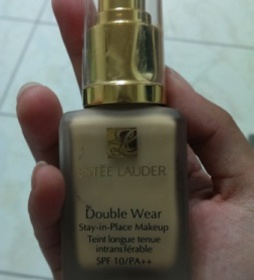 ESTĒE LAUDER
Double Wear
Stay-in-Place Makeup
Teint longue tenue
intransférable
SPF 10/PA++